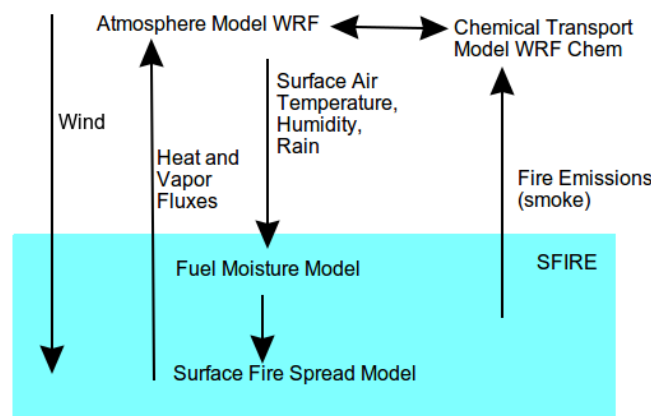 Atmosphere Model WRF
Chemical Transport
Model WRF Chem
Surface Air
Temperature,
Humidity,
Rain
Wind
Heat and
Vapor
Fluxes
Fire Emissions
(smoke)
SFIRE
Fuel Moisture Model
Surface Fire Spread Model